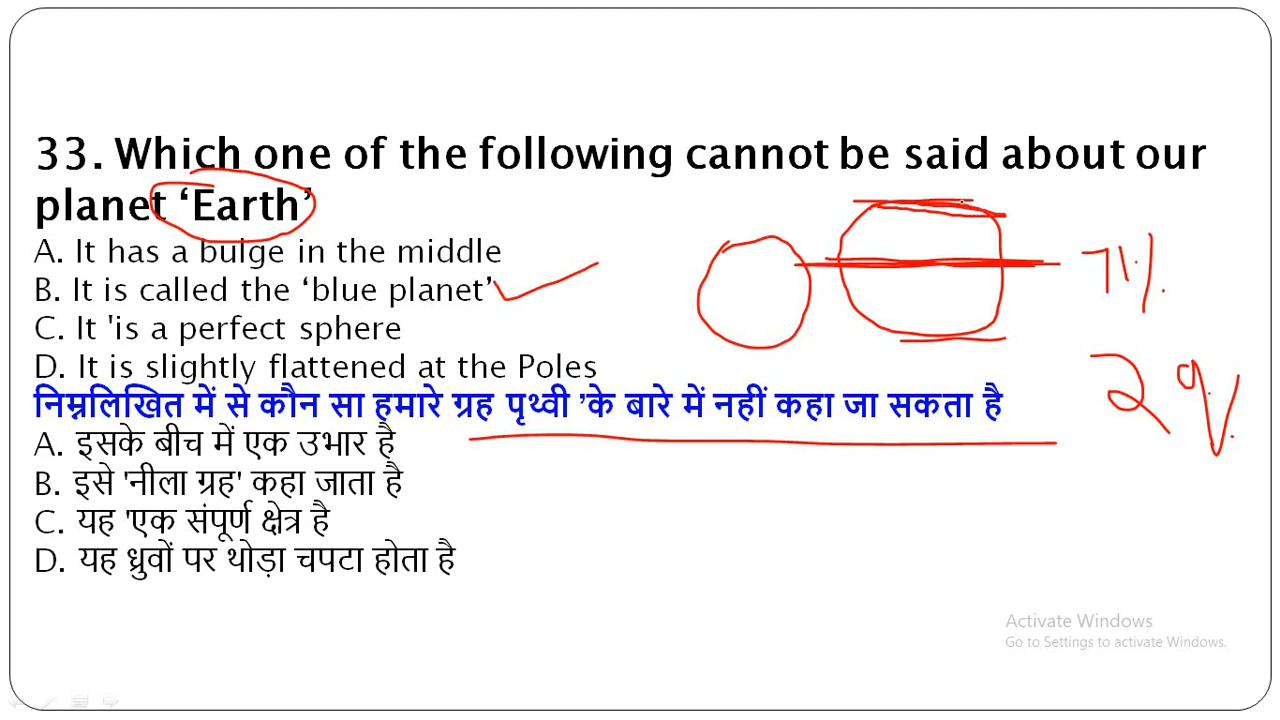 33. Which one of the following cannot be said about our
planet ‘Earth’
A. It has a bulge in the middle
B. It is called the ‘blue planet’
C. It 'is a perfect sphere
D. It is slightly flattened at the Poles
निम्नलिखित में से कौन सा हमारे ग्रह पृथ्वी ’के बारे में नहीं कहा जा सकता है
A. इसके बीच में एक उभार है
B. इसे 'नीला ग्रह' कहा जाता है
C. यह 'एक संपूर्ण क्षेत्र है
D. यह ध्रुवों पर थोड़ा चपटा होता है
71%
Activate Windows
Go to Settings to activate Windows.